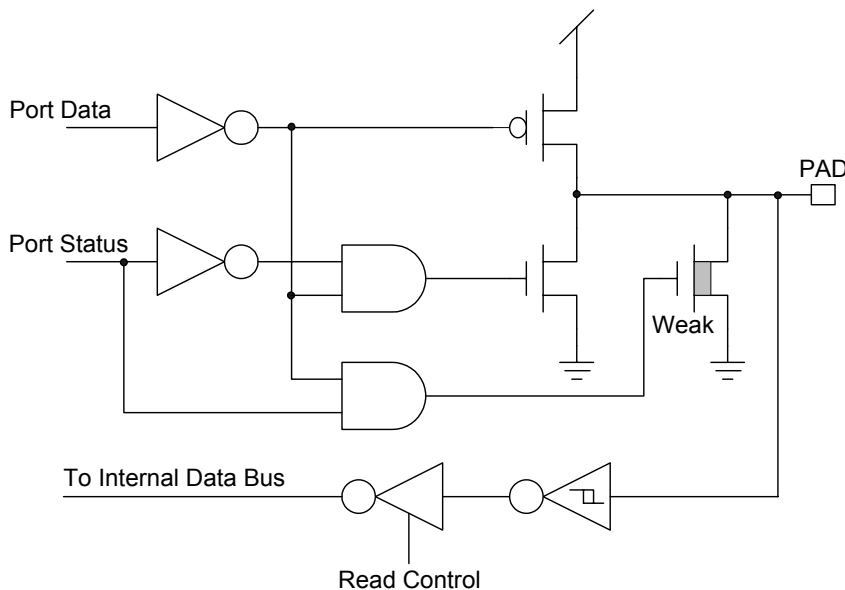 Port Data
PAD
Port Status
Weak
To Internal Data Bus
Read Control